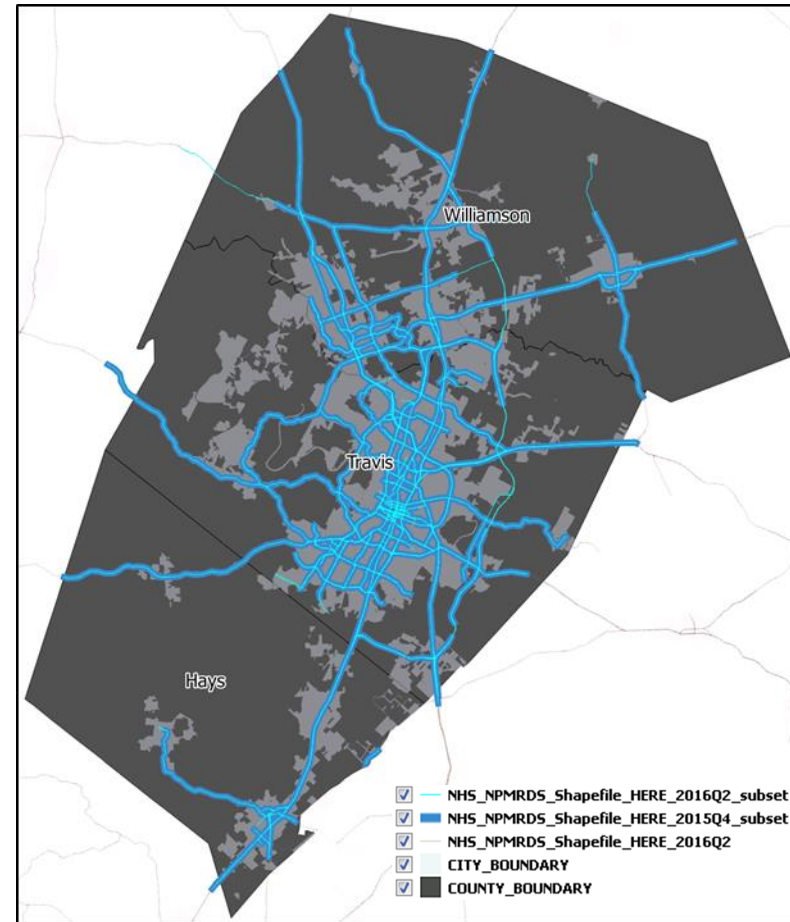 Williamson
Travis
Hays
NHS_NPMRDS_Shapefile_HERE_2016Q2_subset
NHS_NPMRDS_Shapefile_HERE_2015Q4_subset
NHS_NPMRDS_Shapefile_HERE_2016Q2
CITY_BOUNDARY
COUNTY_BOUNDARY